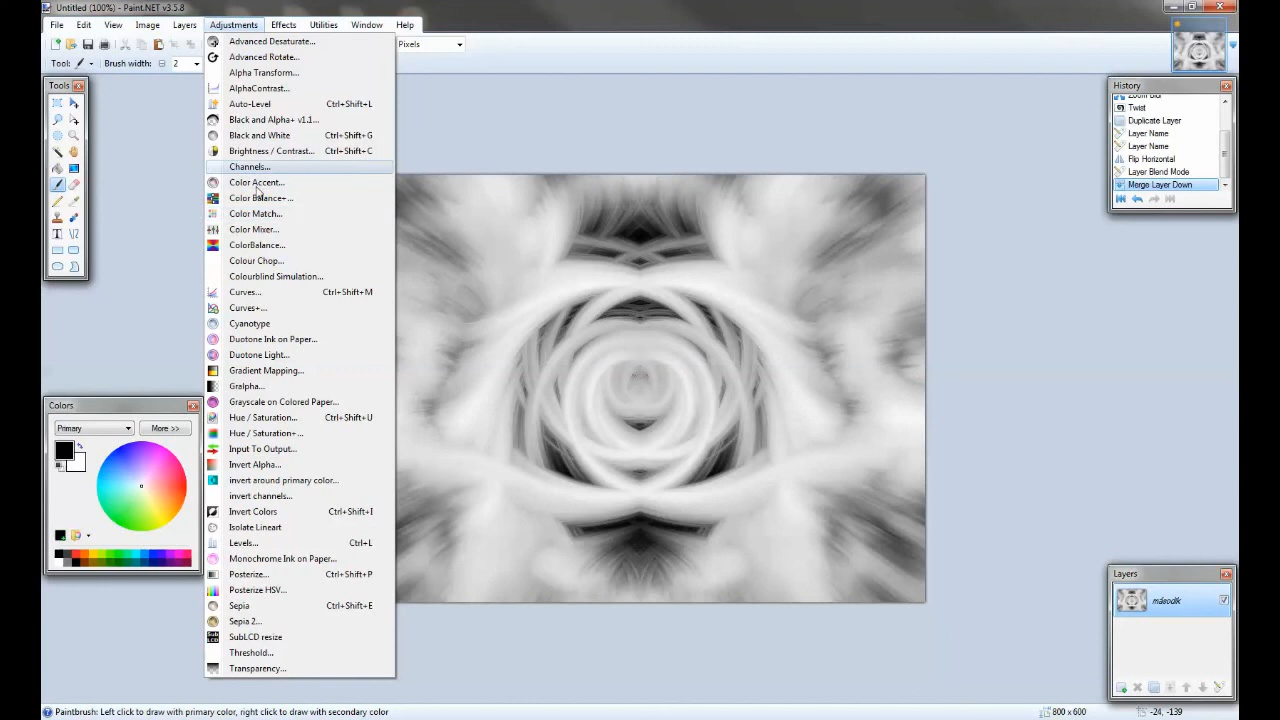 Untitled (100%) - Paint.NET v3.5.8
File Edit View Image Layers Adjustments Effects Utilities Window Help
Pixels
Tool: Brush width: 2
Tools
Advanced Desaturate...
Advanced Rotate...
Alpha Transform...
AlphaContrast...
Auto-Level Ctrl+Shift+L
Black and Alpha+ v1.1...
Black and White Ctrl+Shift+G
Brightness / Contrast... Ctrl+Shift+C
Channels...
Color Accent...
Color Balance+...
Color Match...
Color Mixer...
ColorBalance...
Colour Chop...
Colourblind Simulation...
Curves... Ctrl+Shift+M
Curves+...
Cyanotype
Duotone Ink on Paper...
Duotone Light...
Gradient Mapping...
Gralpha...
Grayscale on Colored Paper...
Hue / Saturation... Ctrl+Shift+U
Hue / Saturation+...
Input To Output...
Invert Alpha...
invert around primary color...
invert channels...
Invert Colors Ctrl+Shift+I
Isolate Lineart
Levels... Ctrl+L
Monochrome Ink on Paper...
Posterize... Ctrl+Shift+P
Posterize HSV...
Sepia Ctrl+Shift+E
Sepia 2...
SubLCD resize
Threshold...
Transparency...
History
Zoom Blur
Twist
Duplicate Layer
Layer Name
Layer Name
Flip Horizontal
Layer Blend Mode
Merge Layer Down
Colors
Primary More >>
Layers
második
Paintbrush: Left click to draw with primary color, right click to draw with secondary color
800 x 600 -24, -139